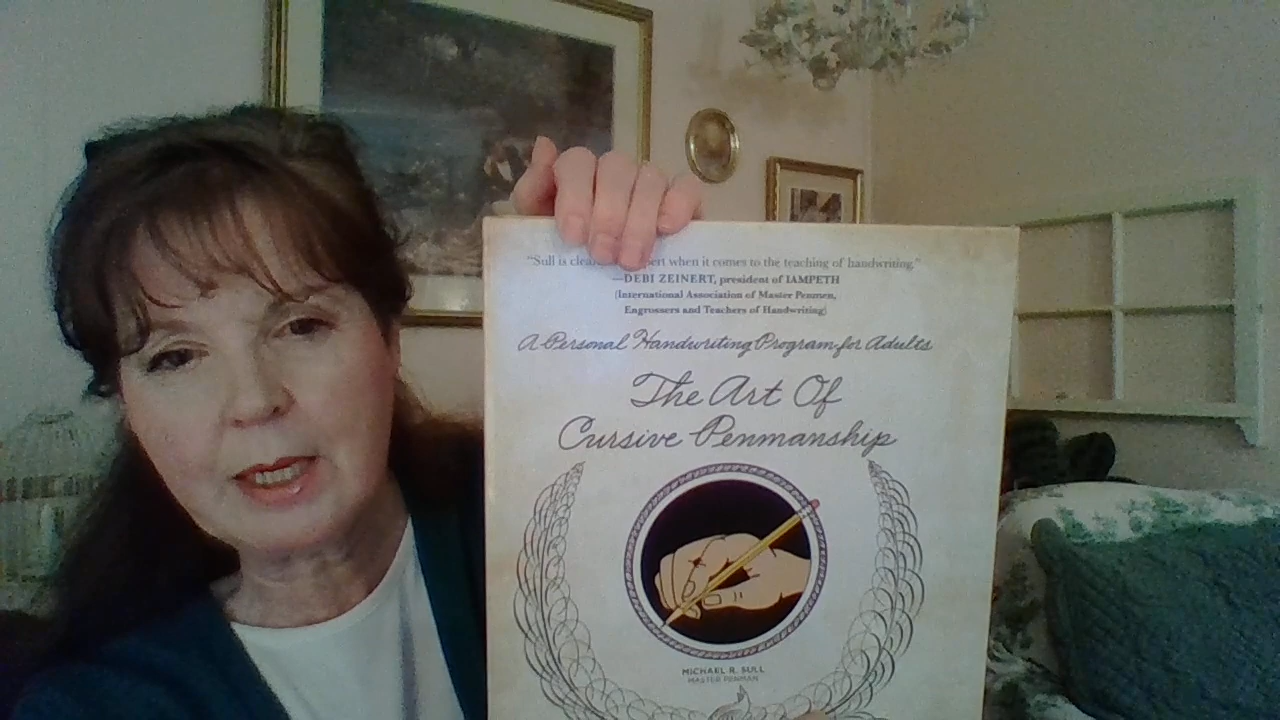 "Sull is clea pert when it comes to the teaching of handwriting."
—DEBI ZEINERT, president of IAMPETH
(International Association of Master Penmen,
Engrossers and Teachers of Handwriting)
A Personal Handwriting Program for Adults
The Art Of
Cursive Penmanship
MICHAEL R. SULL
MASTER PENMAN